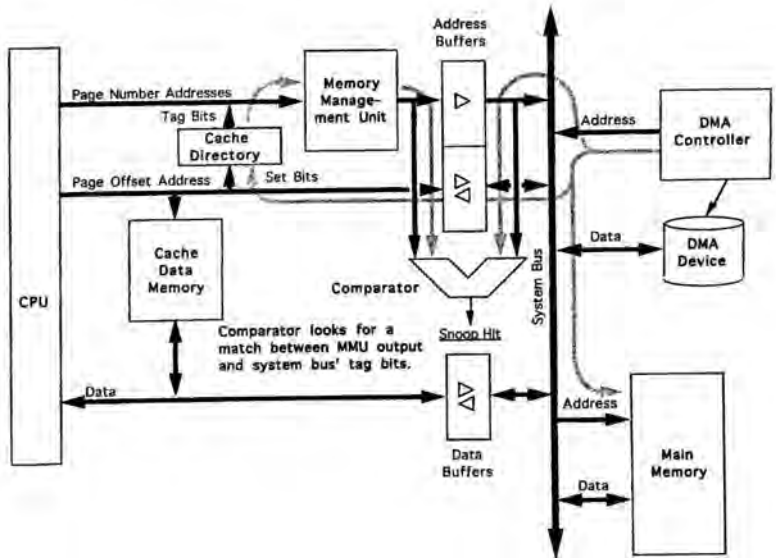 Address
Buffers
Page Number Addresses
Tag Bits
Memory
Manage-
ment Unit
Cache
Directory
Address
DMA
Controller
Page Offset Address
Set Bits
Cache
Data
Memory
CPU
Comparator
System Bus
Data
DMA
Device
Comparator looks for a
match between MMU output
and system bus' tag bits.
Snoop Hit
Data
Address
Data
Buffers
Main
Memory
Data